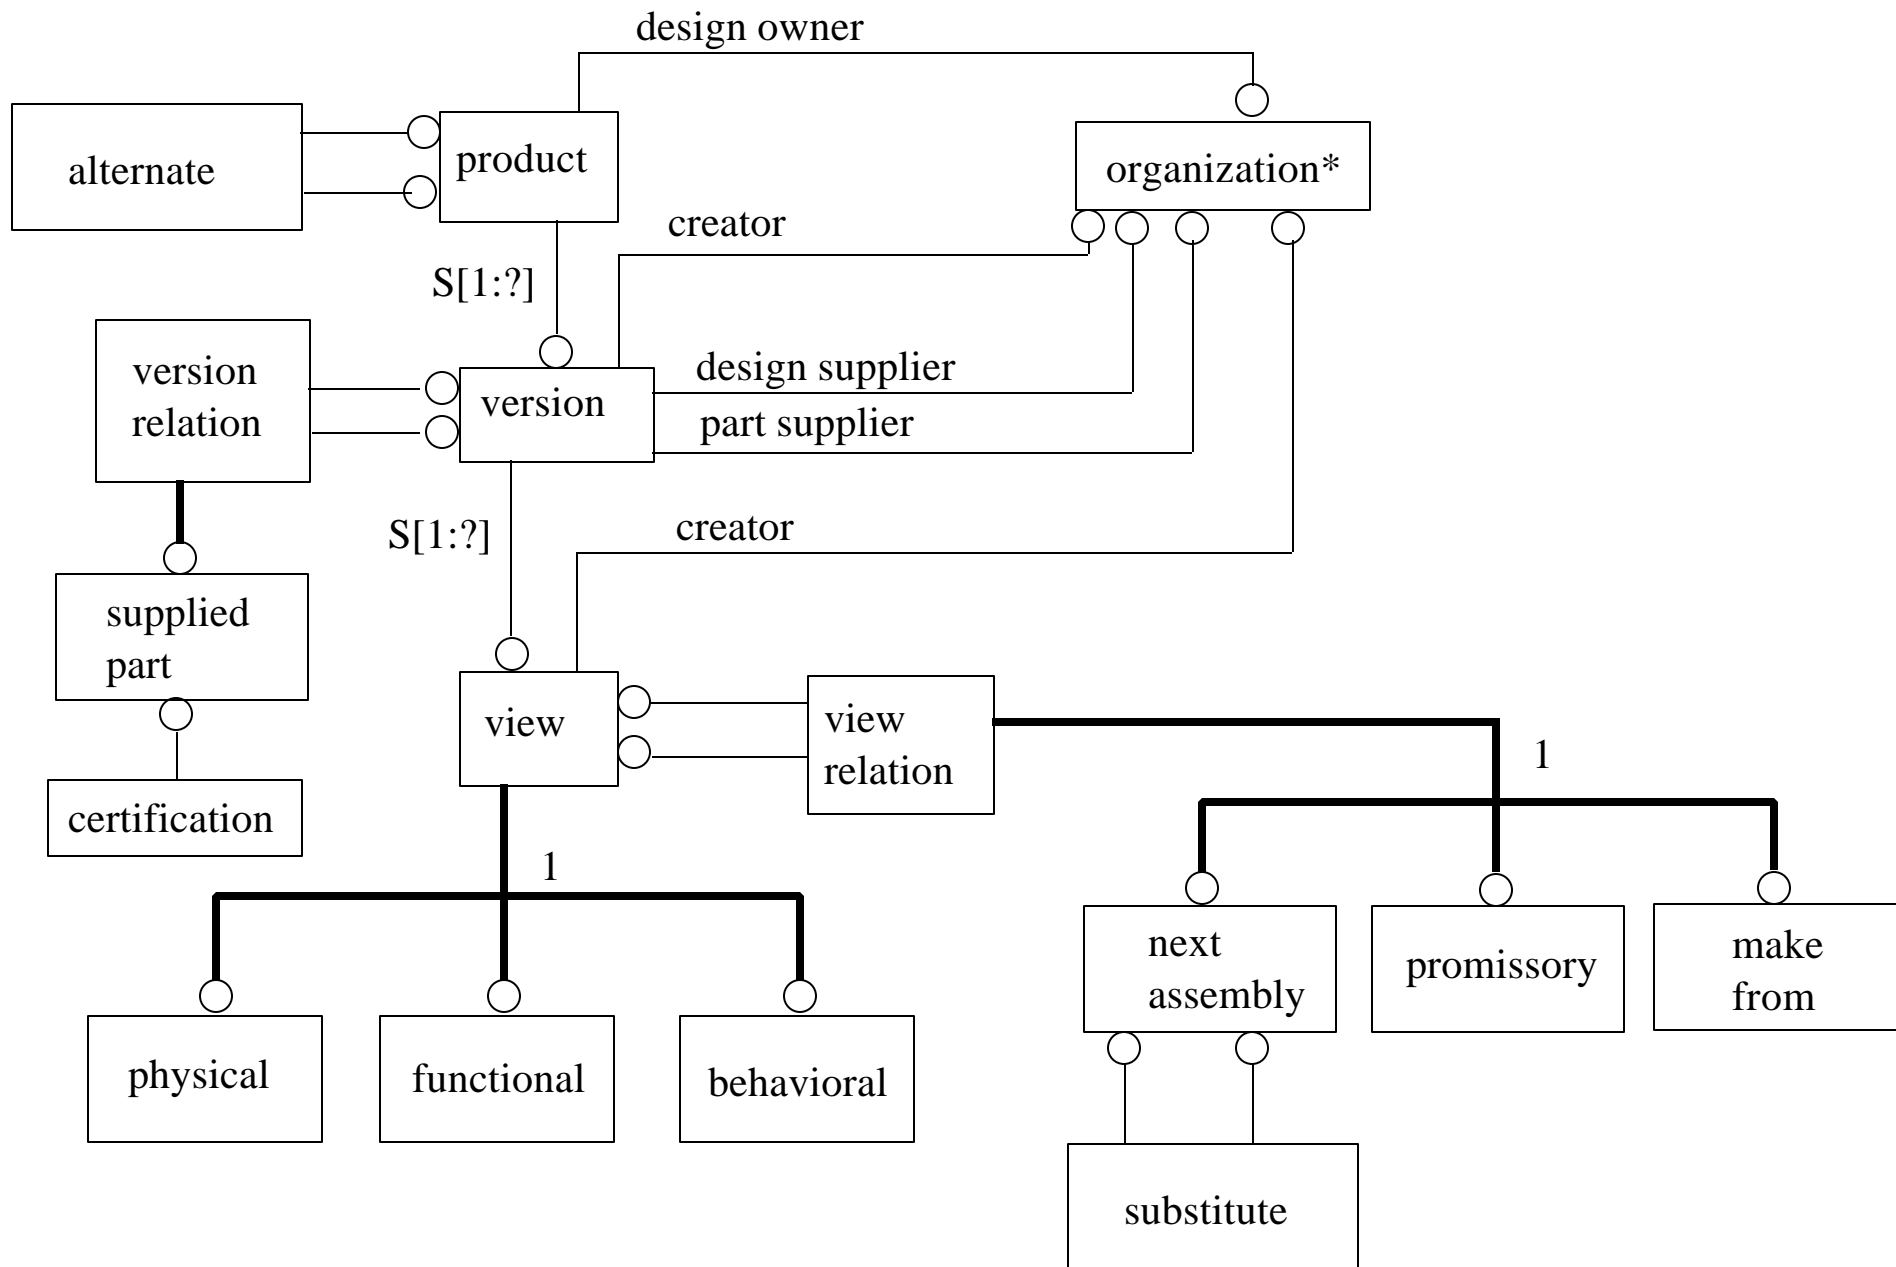 design owner
alternate
product
organization*
creator
S[1:?]
version
relation
version
design supplier
part supplier
S[1:?]
creator
supplied
part
view
view
relation
1
certification
1
next
assembly
promissory
make
from
physical
functional
behavioral
substitute